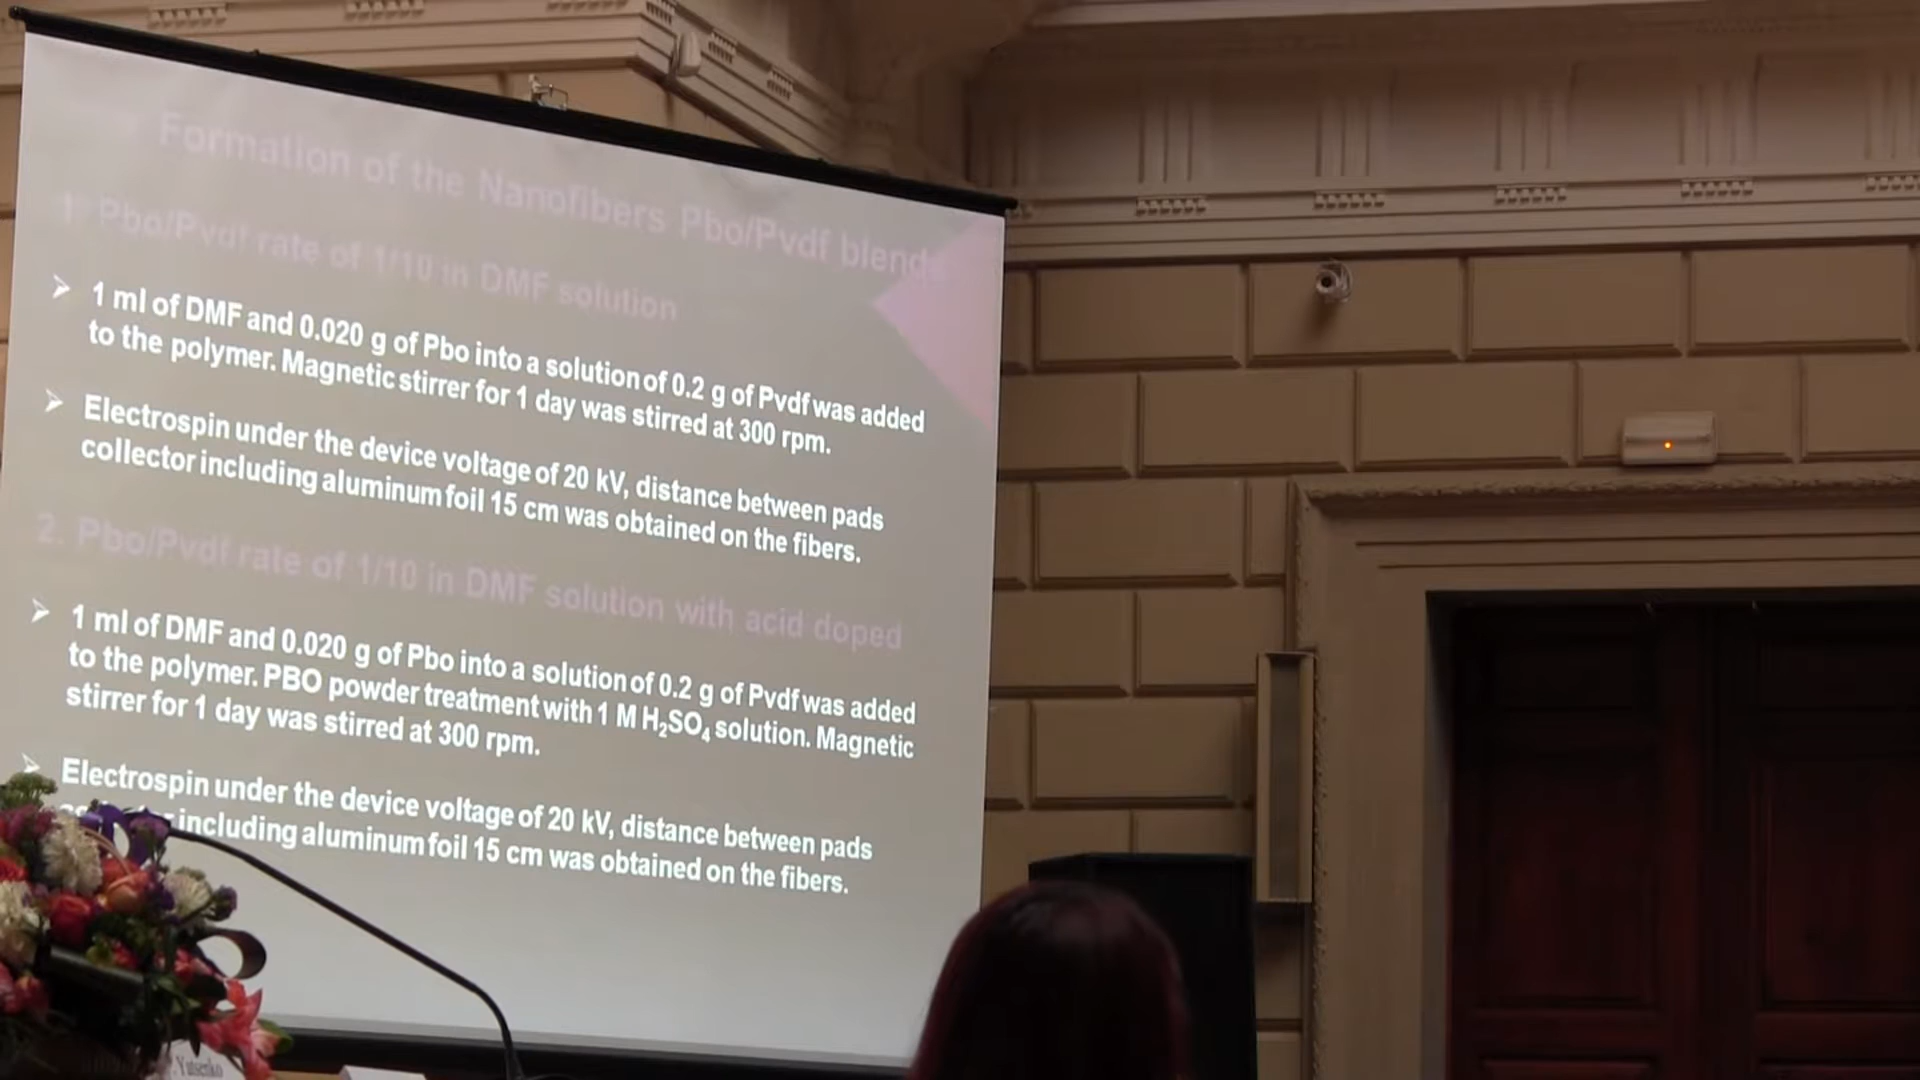 Formation of the Nanofibers Pbo/Pvdf blends
1. Pbo/Pvdf rate of 1/10 in DMF solution
1 ml of DMF and 0.020 g of Pbo into a solution of 0.2 g of Pvdf was added
to the polymer. Magnetic stirrer for 1 day was stirred at 300 rpm.
Electrospin under the device voltage of 20 kV, distance between pads
collector including aluminum foil 15 cm was obtained on the fibers.
2. Pbo/Pvdf rate of 1/10 in DMF solution with acid doped
1 ml of DMF and 0.020 g of Pbo into a solution of 0.2 g of Pvdf was added
to the polymer. PBO powder treatment with 1 M H₂SO₄ solution. Magnetic
stirrer for 1 day was stirred at 300 rpm.
Electrospin under the device voltage of 20 kV, distance between pads
including aluminum foil 15 cm was obtained on the fibers.
Yatsenko